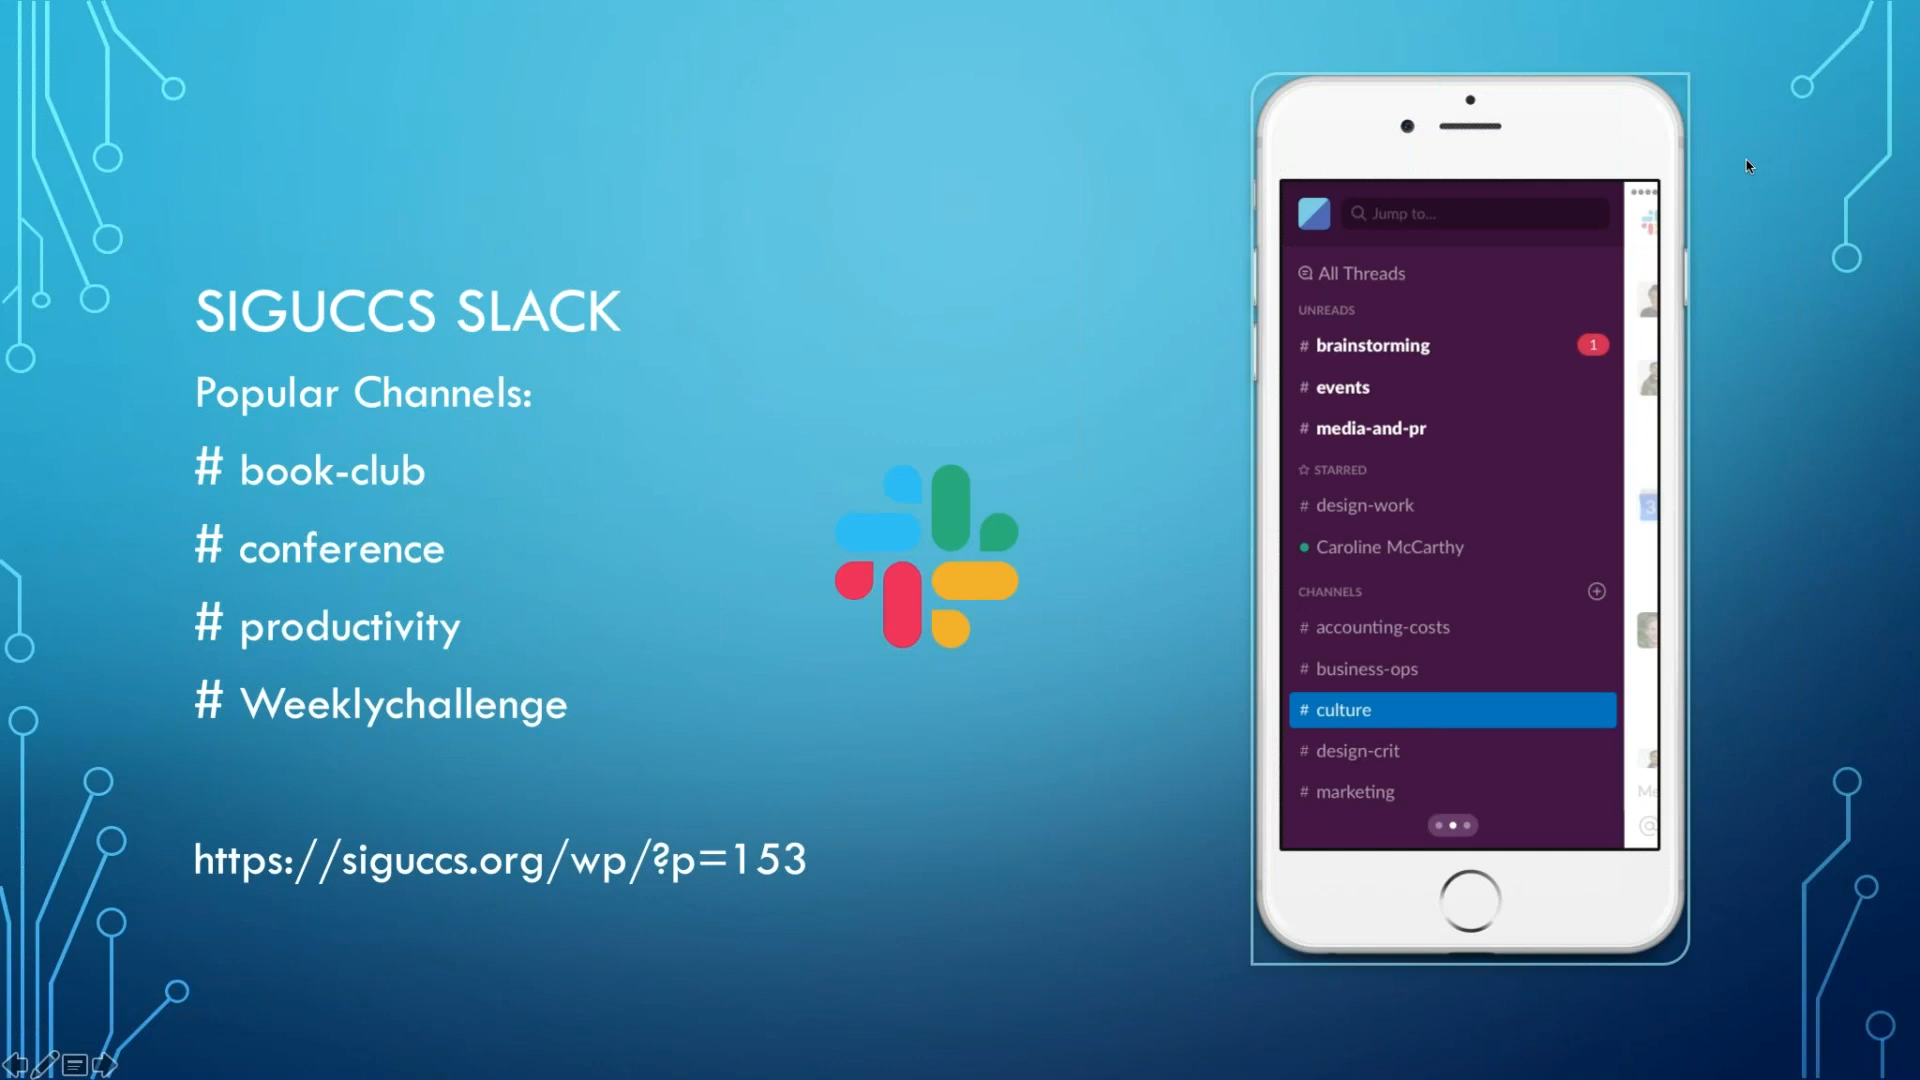 SIGUCCS SLACK
Popular Channels:
# book-club
# conference
# productivity
# Weeklychallenge
https://siguccs.org/wp/?p=153
Jump to...
All Threads
UNREADS
# brainstorming 1
# events
# media-and-pr
STARRED
# design-work
Caroline McCarthy
CHANNELS
# accounting-costs
# business-ops
# culture
# design-crit
# marketing
3
Me
@